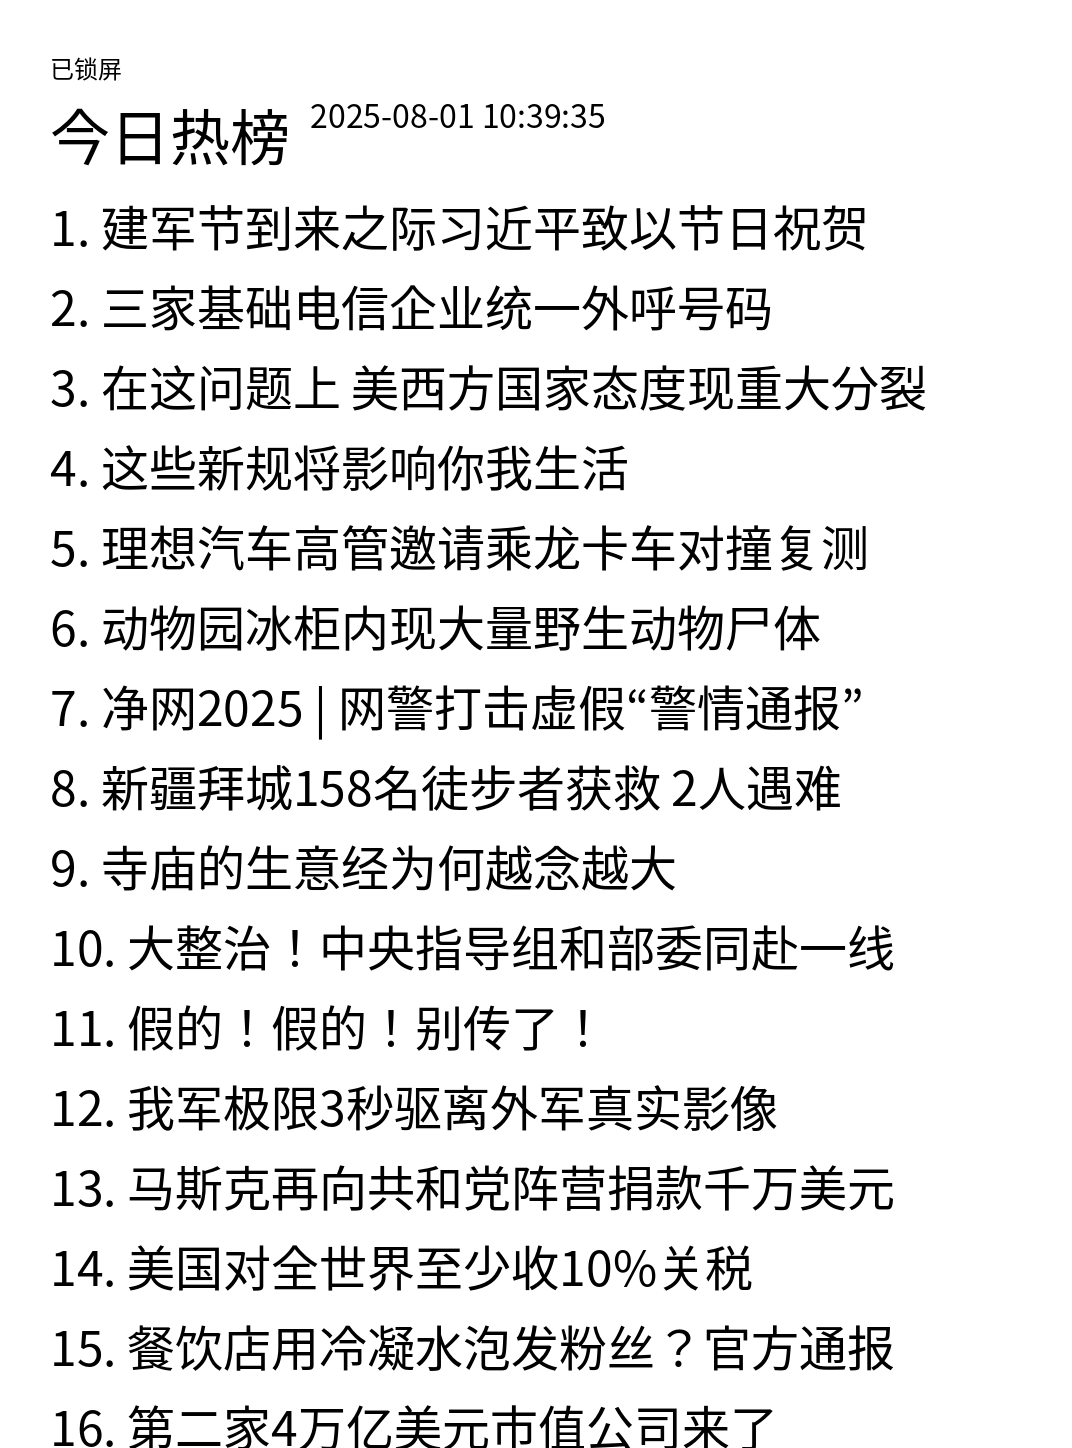 已锁屏
今日热榜 2025-08-01 10:39:35
1. 建军节到来之际习近平致以节日祝贺
2. 三家基础电信企业统一外呼号码
3. 在这问题上 美西方国家态度现重大分裂
4. 这些新规将影响你我生活
5. 理想汽车高管邀请乘龙卡车对撞复测
6. 动物园冰柜内现大量野生动物尸体
7. 净网2025 | 网警打击虚假“警情通报”
8. 新疆拜城158名徒步者获救 2人遇难
9. 寺庙的生意经为何越念越大
10. 大整治！中央指导组和部委同赴一线
11. 假的！假的！别传了！
12. 我军极限3秒驱离外军真实影像
13. 马斯克再向共和党阵营捐款千万美元
14. 美国对全世界至少收10%关税
15. 餐饮店用冷凝水泡发粉丝？官方通报
16. 第二家4万亿美元市值公司来了